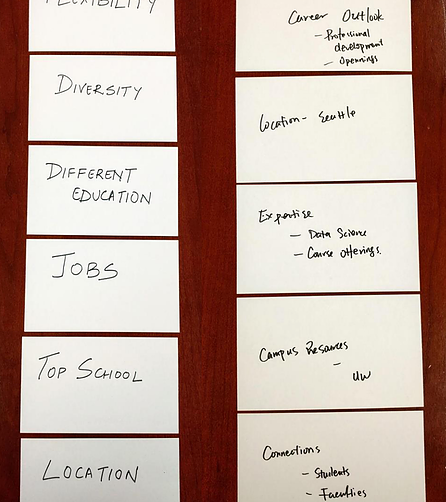 FLEXIBILITY
DIVERSITY
DIFFERENT
EDUCATION
JOBS
TOP SCHOOL
LOCATION
Career Outlook
- Professional
development
- Opennings
Location - Seattle
Expertise
- Data Science
- Course offerings.
Campus Resources
-
UW
Connections
- Students
- Faculties